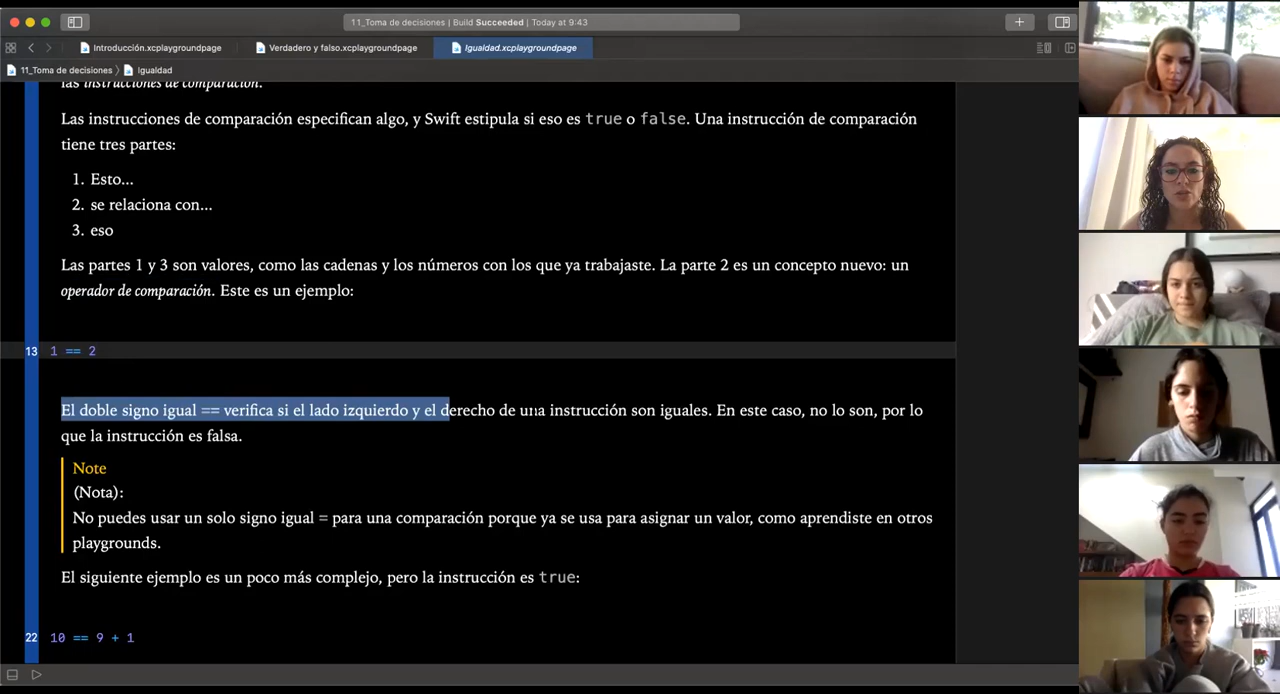 11_Toma de decisiones | Build Succeeded | Today at 9:43
Introducción.xcplaygroundpage
Verdadero y falso.xcplaygroundpage
Igualdad.xcplaygroundpage
11_Toma de decisiones
Igualdad
las instrucciones de comparación.
Las instrucciones de comparación especifican algo, y Swift estipula si eso es true o false. Una instrucción de comparación
tiene tres partes:
1. Esto...
2. se relaciona con...
3. eso
Las partes 1 y 3 son valores, como las cadenas y los números con los que ya trabajaste. La parte 2 es un concepto nuevo: un
operador de comparación. Este es un ejemplo:
13 1 == 2
El doble signo igual == verifica si el lado izquierdo y el derecho de una instrucción son iguales. En este caso, no lo son, por lo
que la instrucción es falsa.
Note
(Nota):
No puedes usar un solo signo igual = para una comparación porque ya se usa para asignar un valor, como aprendiste en otros
playgrounds.
El siguiente ejemplo es un poco más complejo, pero la instrucción es true:
22 10 == 9 + 1